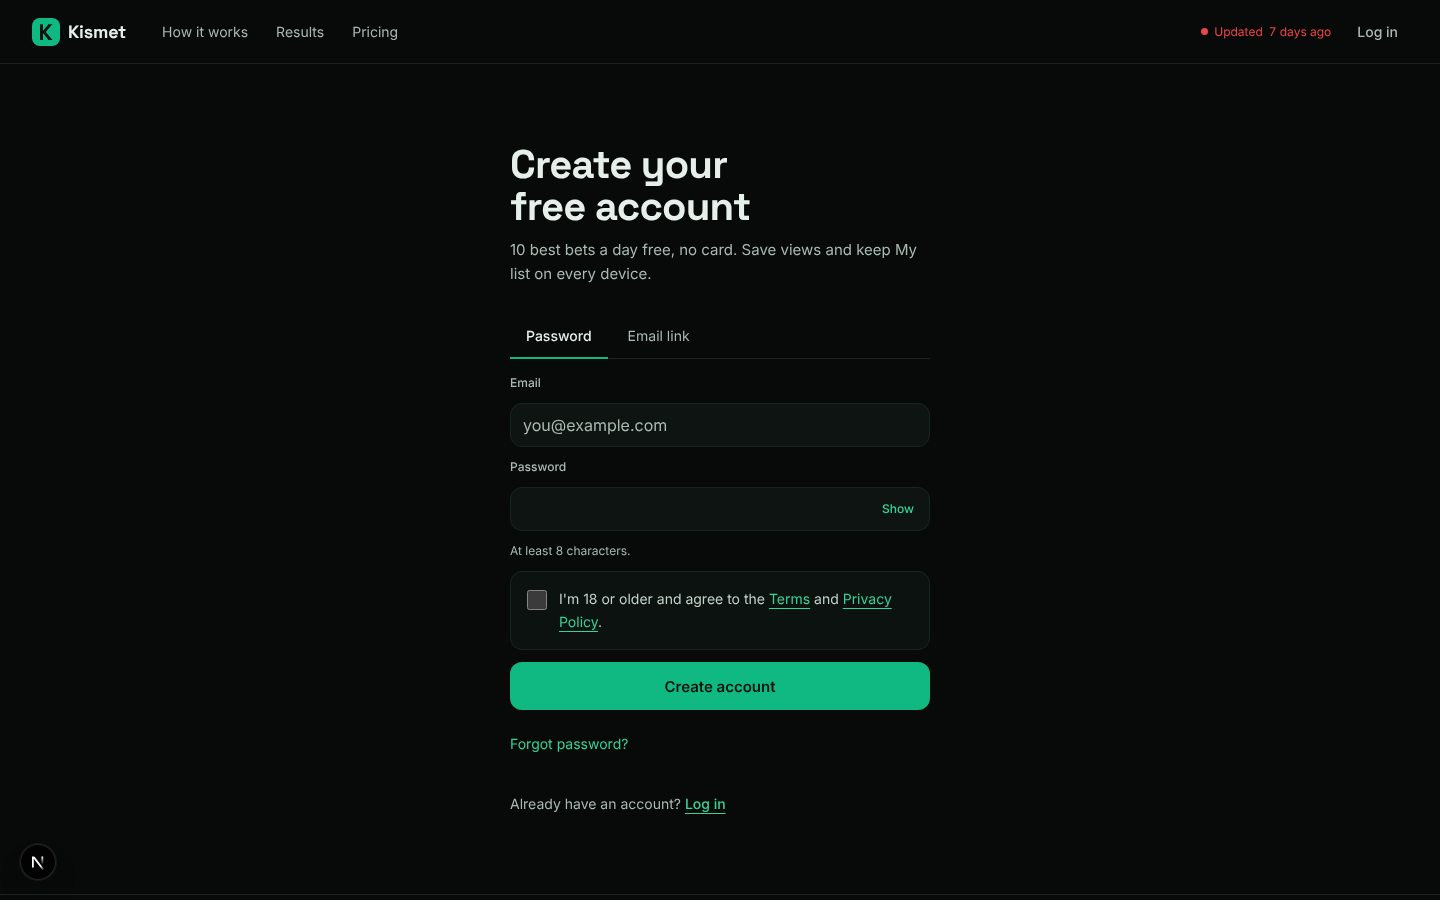 K Kismet How it works Results Pricing Updated 7 days ago Log in
Create your
free account
10 best bets a day free, no card. Save views and keep My
list on every device.
Password Email link
Email
you@example.com
Password
Show
At least 8 characters.
I'm 18 or older and agree to the Terms and Privacy
Policy.
Create account
Forgot password?
Already have an account? Log in
N